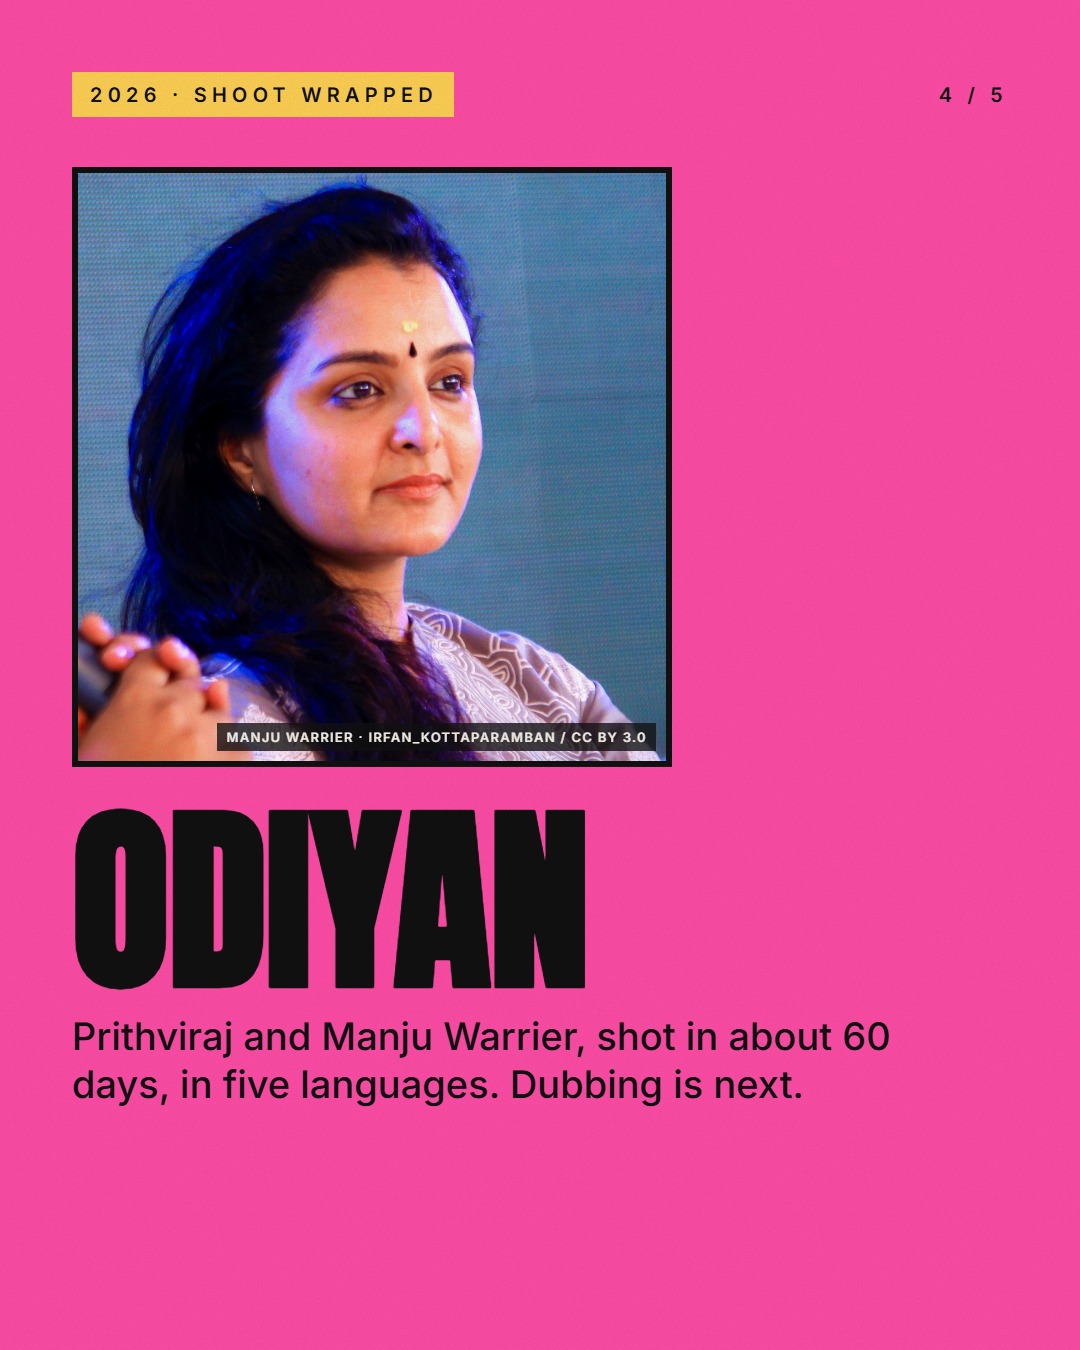 2026 · SHOOT WRAPPED
4 / 5
MANJU WARRIER · IRFAN_KOTTAPARAMBAN / CC BY 3.0
ODIYAN
Prithviraj and Manju Warrier, shot in about 60
days, in five languages. Dubbing is next.